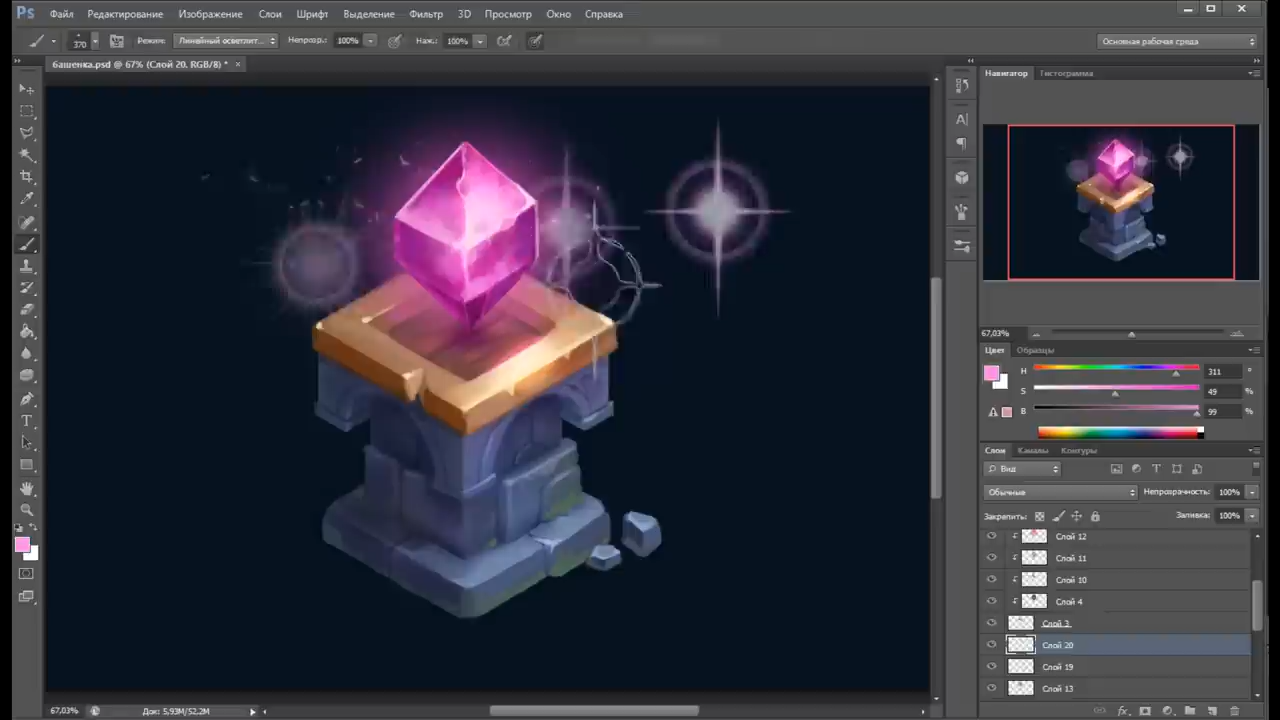 Ps Файл Редактирование Изображение Слои Шрифт Выделение Фильтр 3D Просмотр Окно Справка
370 Режим: Линейный осветлит... Непрозр.: 100% Наж.: 100% Основная рабочая среда
башенка.psd @ 67% (Слой 20, RGB/8) * ×
Навигатор Гистограмма
67,03%
Цвет Образцы
H 311 °
S 49 %
B 99 %
Слои Каналы Контуры
Вид
Обычные Непрозрачность: 100%
Закрепить: Заливка: 100%
Слой 12
Слой 11
Слой 10
Слой 4
Слой 3
Слой 20
Слой 19
Слой 13
67,03% Док: 5,93M/52,2M